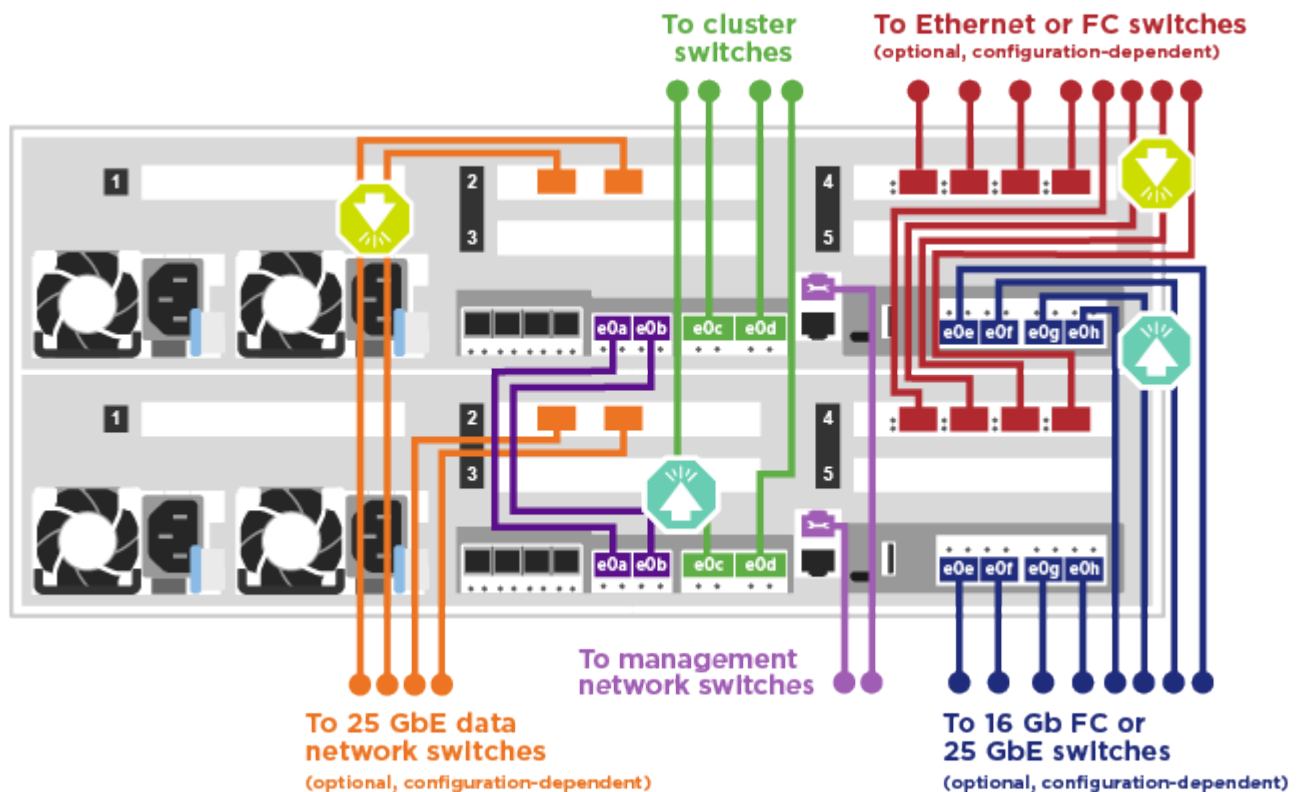 To cluster
switches
To Ethernet or FC switches
(optional, configuration-dependent)
1
2
3
4
5
e0a e0b e0c e0d
e0e e0f e0g e0h
1
2
3
4
5
e0a e0b e0c e0d
e0e e0f e0g e0h
To management
network switches
To 25 GbE data
network switches
(optional, configuration-dependent)
To 16 Gb FC or
25 GbE switches
(optional, configuration-dependent)